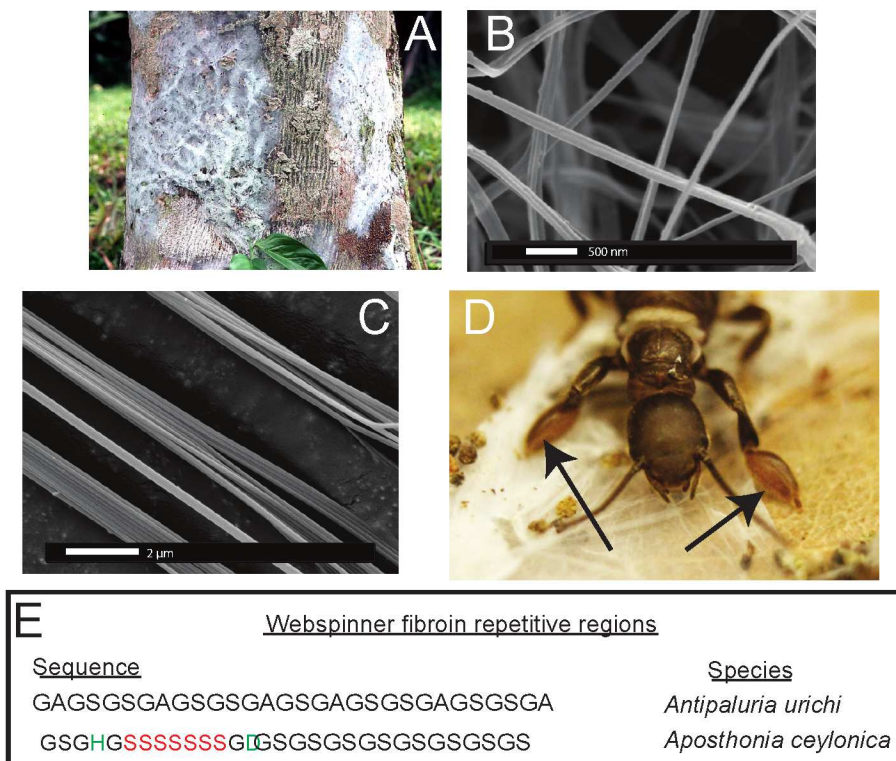 A
B
500 nm
C
2 µm
D
E
Webspinner fibroin repetitive regions
Sequence
Species
GAGSGSGAGSGSGAGSGAGSGSGAGSGSGA
Antipaluria urichi
GSGHGSSSSSSSGDGSGSGSGSGSGSGSGS
Aposthonia ceylonica